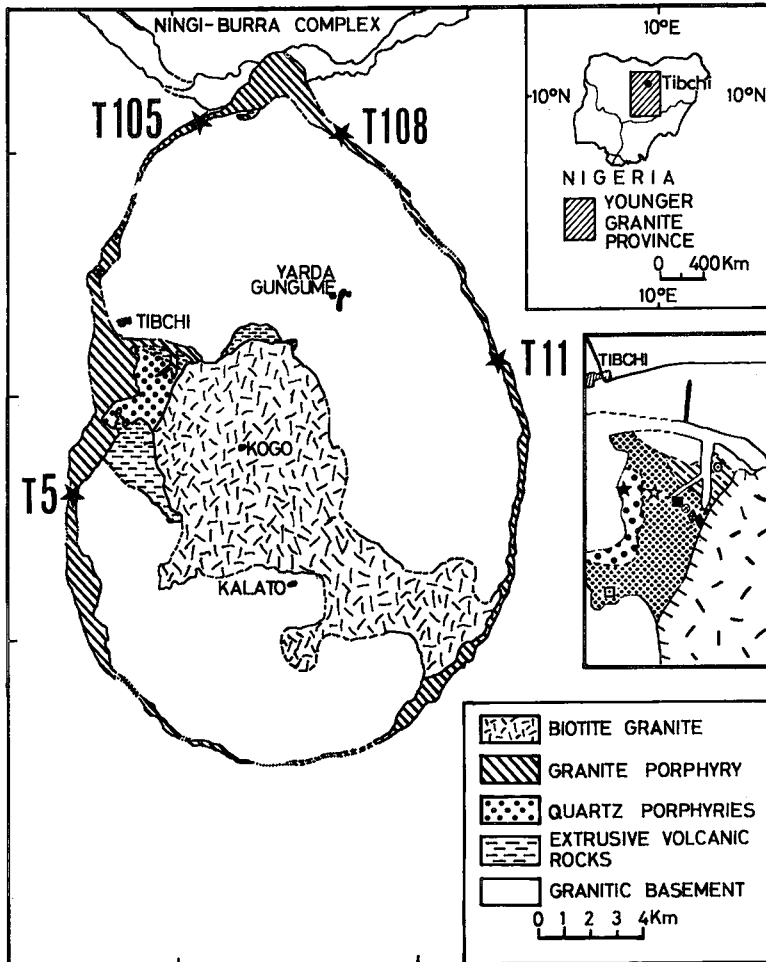 NINGI-BURRA COMPLEX
T105
T108
YARDA
GUNGUME
TIBCHI
T11
KOGO
T5
KALATO
10°E
Tibchi
10°N
10°N
NIGERIA
YOUNGER
GRANITE
PROVINCE
0 400Km
10°E
TIBCHI
BIOTITE GRANITE
GRANITE PORPHYRY
QUARTZ PORPHYRIES
EXTRUSIVE VOLCANIC
ROCKS
GRANITIC BASEMENT
0 1 2 3 4Km